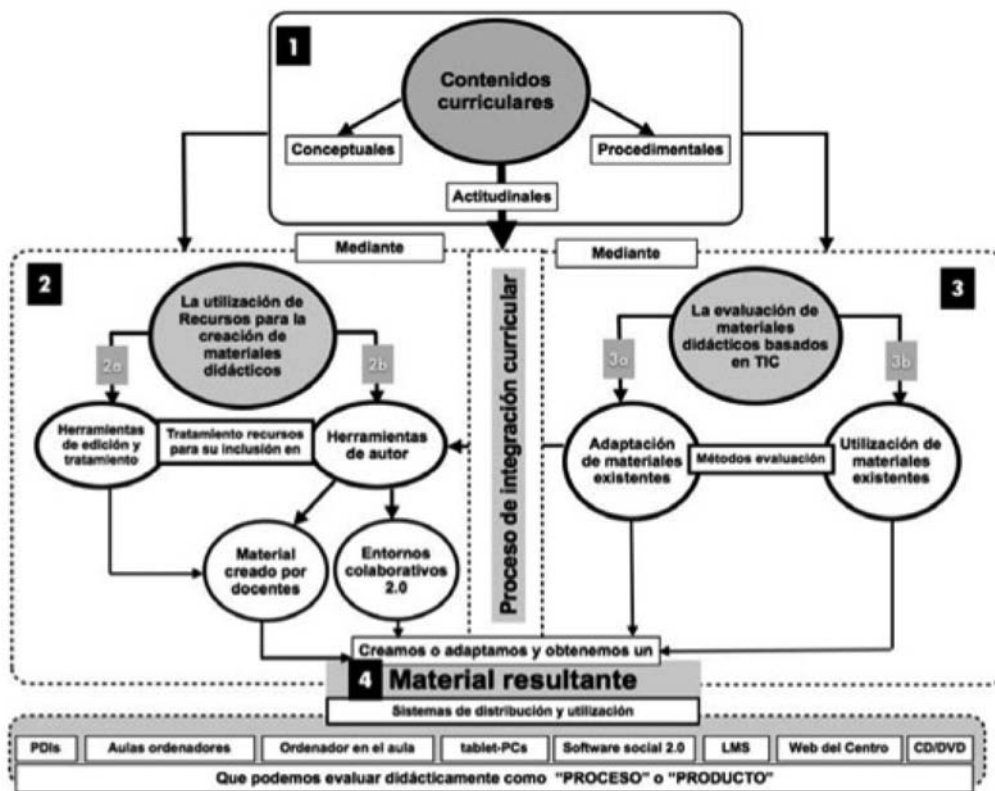 1
Contenidos
curriculares
Conceptuales
Procedimentales
Actitudinales
Mediante
Mediante
Proceso de integración curricular
2
La utilización de
Recursos para la
creación de
materiales
didácticos
2a
2b
Herramientas
de edición y
tratamiento
Tratamiento recursos
para su inclusión en
Herramientas
de autor
Material
creado por
docentes
Entornos
colaborativos
2.0
3
La evaluación de
materiales
didácticos basados
en TIC
3a
3b
Adaptación
de materiales
existentes
Métodos evaluación
Utilización de
materiales
existentes
Creamos o adaptamos y obtenemos un
4 Material resultante
Sistemas de distribución y utilización
PDIs
Aulas ordenadores
Ordenador en el aula
tablet-PCs
Software social 2.0
LMS
Web del Centro
CD/DVD
Que podemos evaluar didácticamente como "PROCESO" o "PRODUCTO"